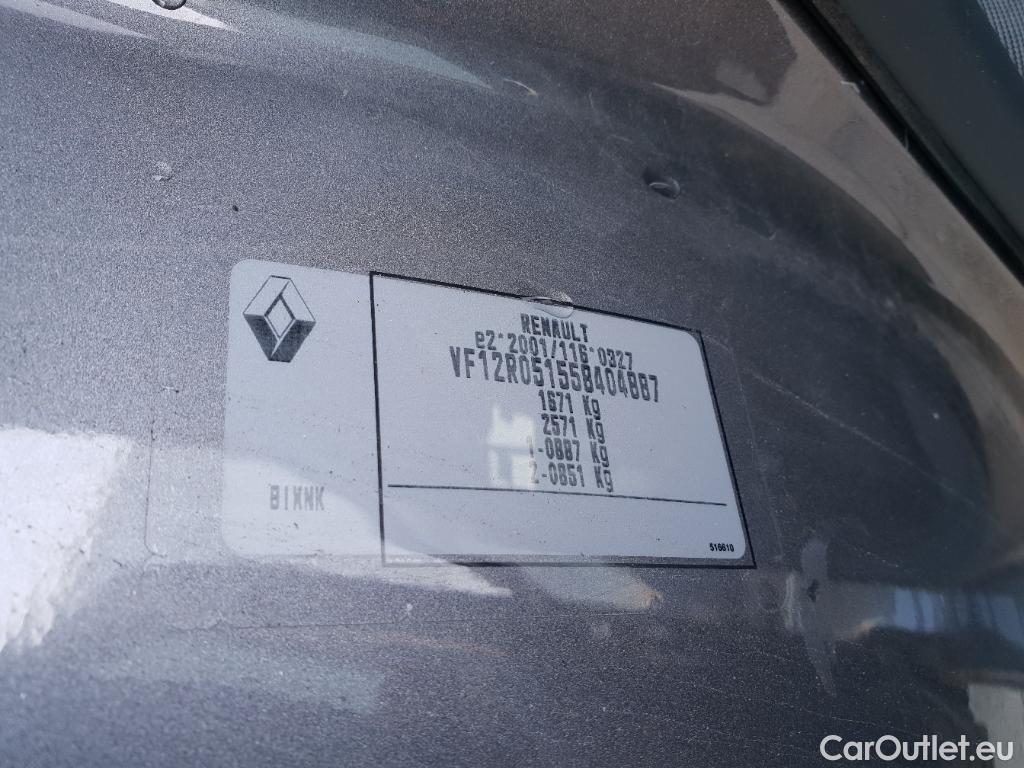 RENAULT
e2*2001/116*0327
VF12R051558404887
1671 Kg
2571 Kg
1-0887 Kg
2-0851 Kg
BIXNK
516610
CarOutlet.eu